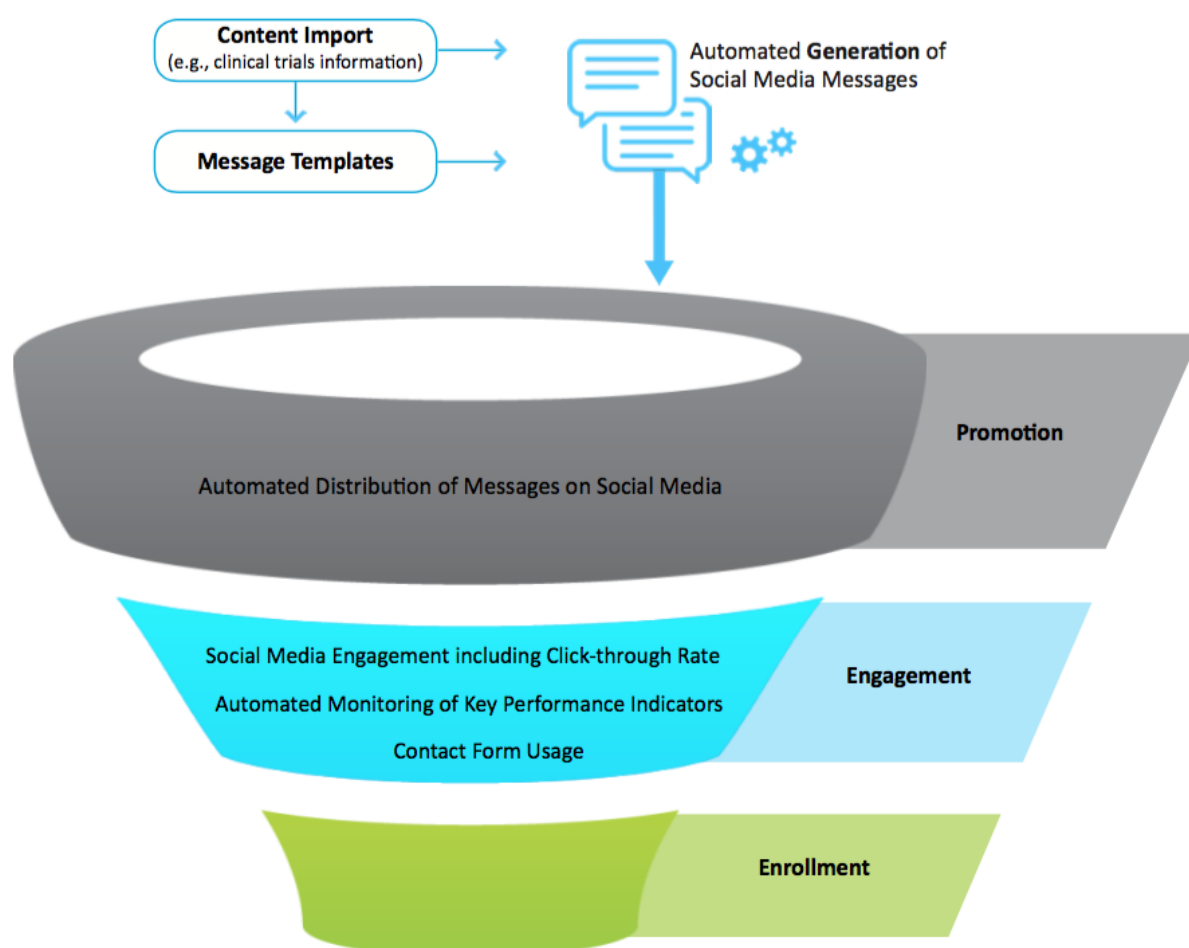 Content Import
(e.g., clinical trials information)
Automated Generation of
Social Media Messages
Message Templates
Promotion
Automated Distribution of Messages on Social Media
Social Media Engagement including Click-through Rate
Engagement
Automated Monitoring of Key Performance Indicators
Contact Form Usage
Enrollment